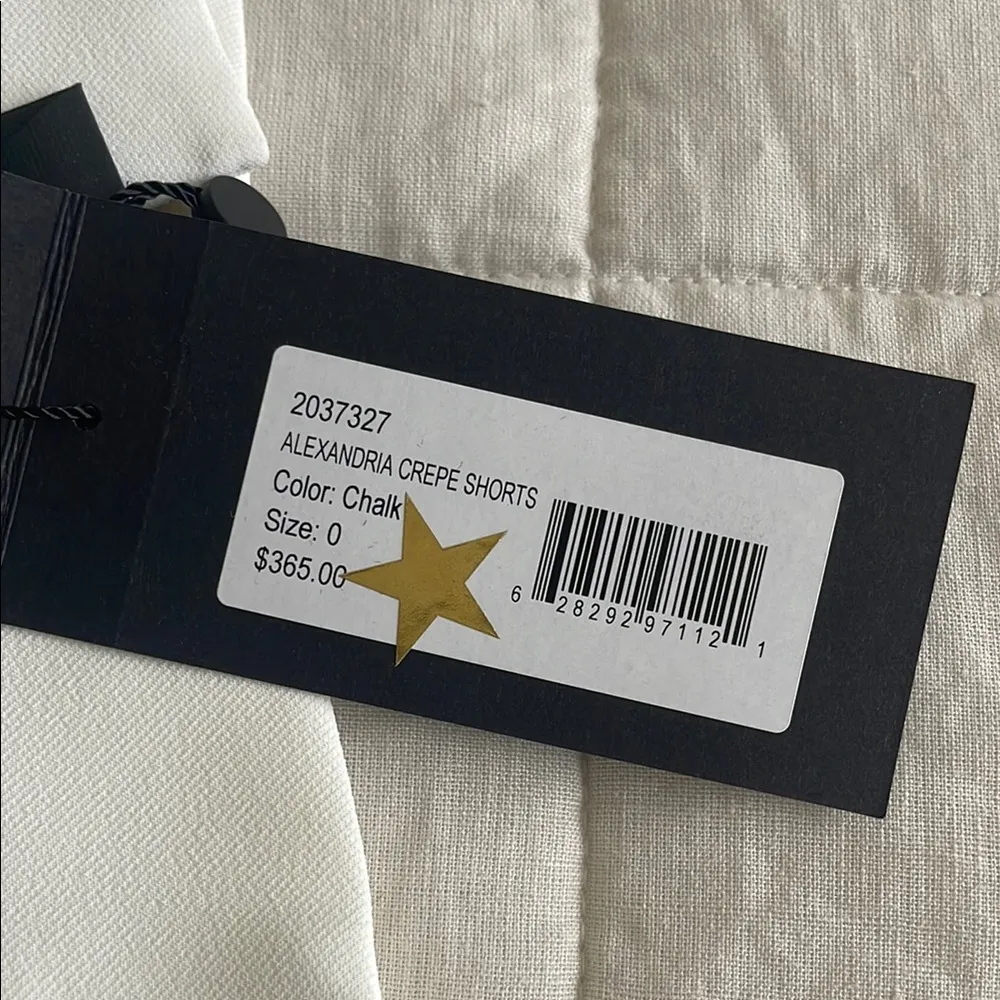 2037327
ALEXANDRIA CREPE SHORTS
Color: Chalk
Size: 0
$365.00
6 28292 97112 1